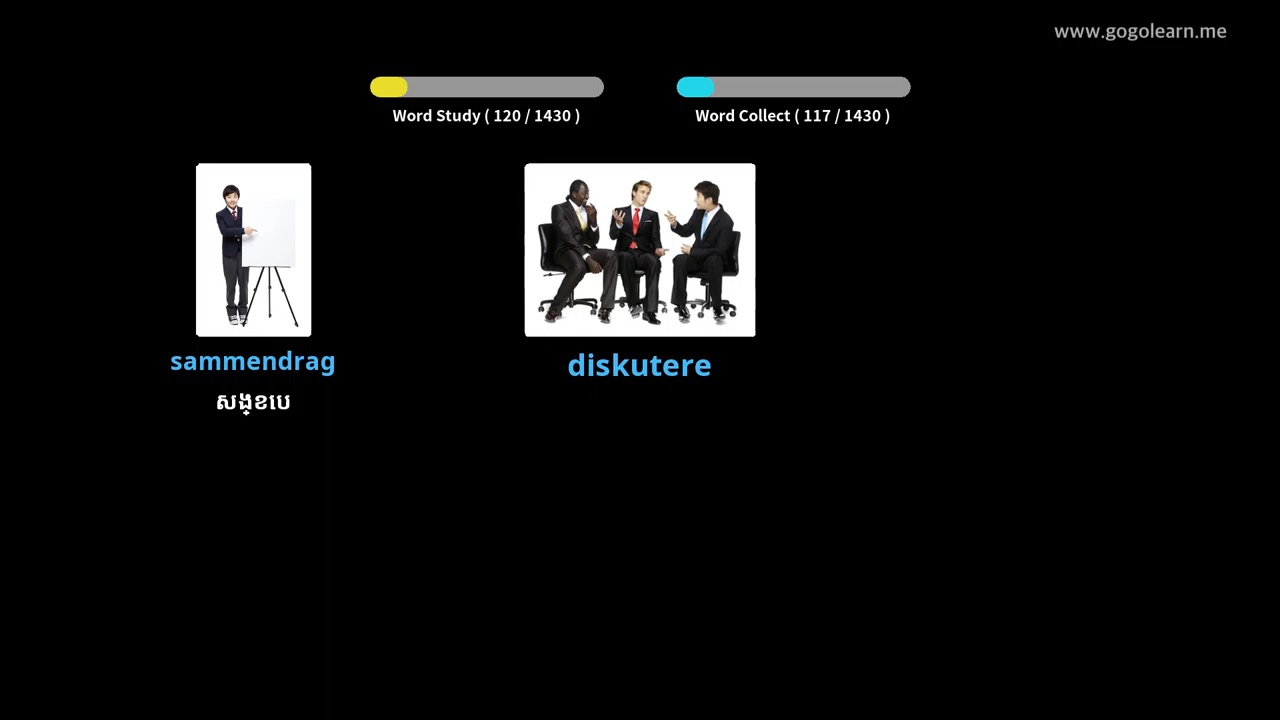 www.gogolearn.me
Word Study ( 120 / 1430 )
Word Collect ( 117 / 1430 )
sammendrag
diskutere
សង្ខបេ